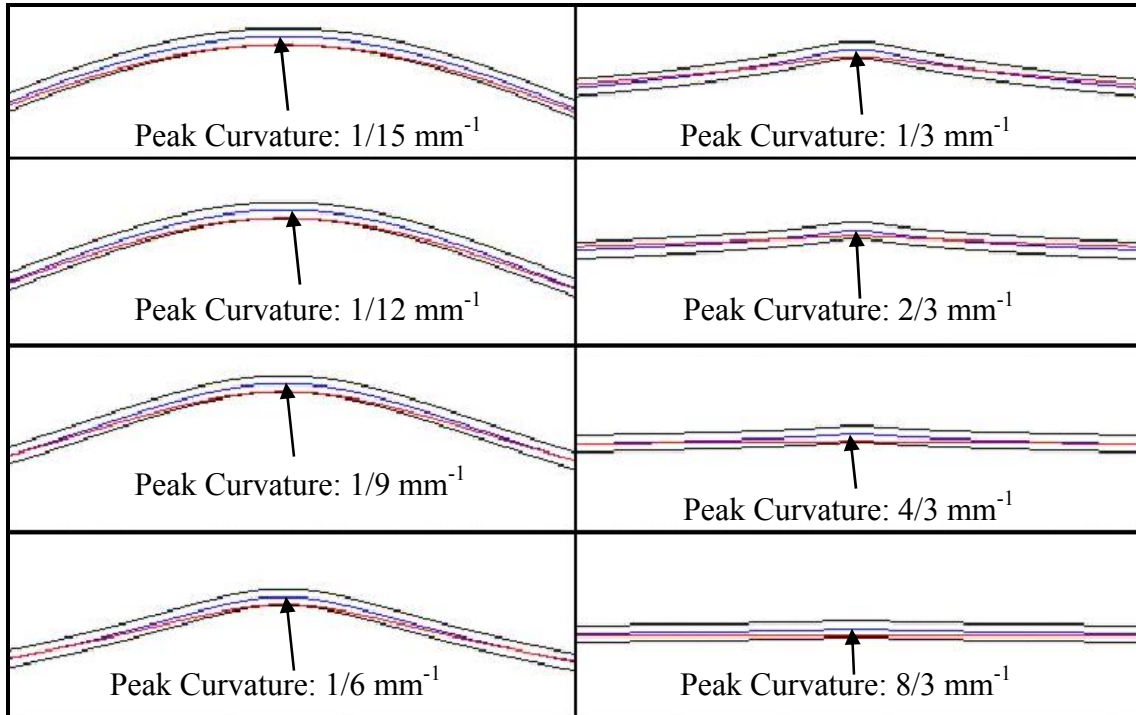 Peak Curvature: 1/15 mm⁻¹
Peak Curvature: 1/3 mm⁻¹
Peak Curvature: 1/12 mm⁻¹
Peak Curvature: 2/3 mm⁻¹
Peak Curvature: 1/9 mm⁻¹
Peak Curvature: 4/3 mm⁻¹
Peak Curvature: 1/6 mm⁻¹
Peak Curvature: 8/3 mm⁻¹